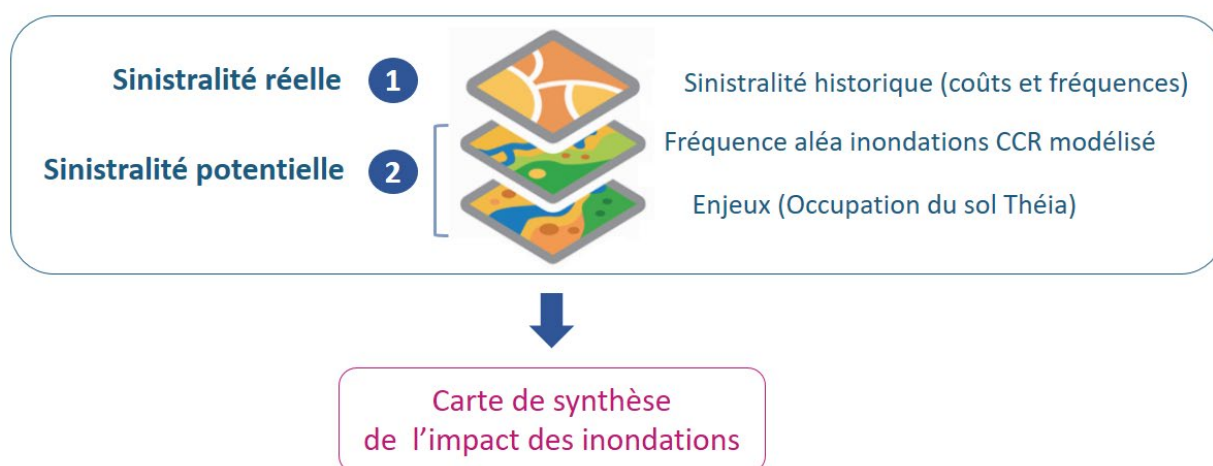 Sinistralité réelle 1
Sinistralité historique (coûts et fréquences)
Sinistralité potentielle 2
Fréquence aléa inondations CCR modélisé
Enjeux (Occupation du sol Théia)
Carte de synthèse
de l'impact des inondations